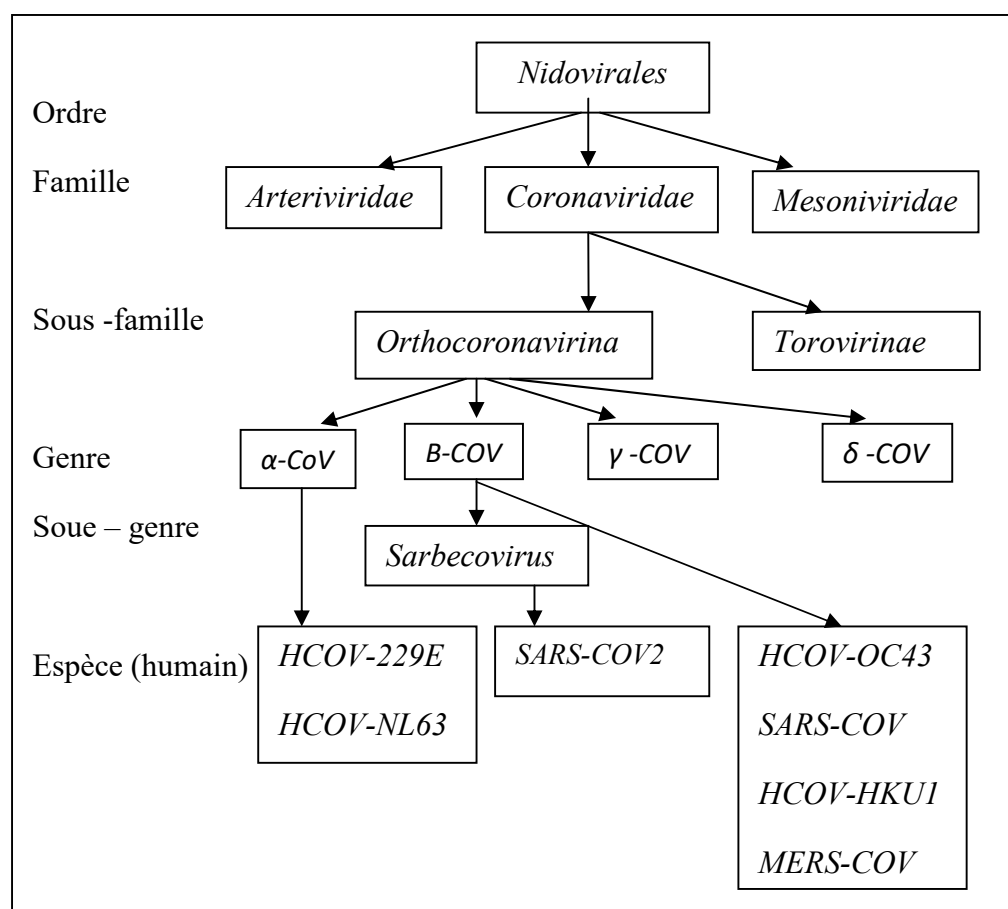 Nidovirales
Ordre
Famille
Arteriviridae
Coronaviridae
Mesoniviridae
Sous -famille
Orthocoronavirina
Torovirinae
Genre
α-CoV
B-COV
γ -COV
δ -COV
Soue – genre
Sarbecovirus
Espèce (humain)
HCOV-229E
HCOV-NL63
SARS-COV2
HCOV-OC43
SARS-COV
HCOV-HKU1
MERS-COV